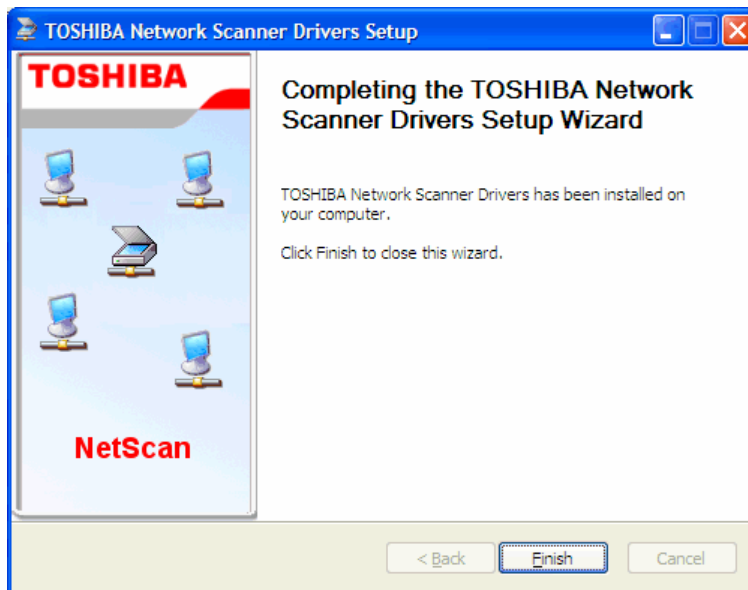 TOSHIBA Network Scanner Drivers Setup
TOSHIBA
Completing the TOSHIBA Network
Scanner Drivers Setup Wizard
TOSHIBA Network Scanner Drivers has been installed on
your computer.
Click Finish to close this wizard.
NetScan
< Back
Finish
Cancel